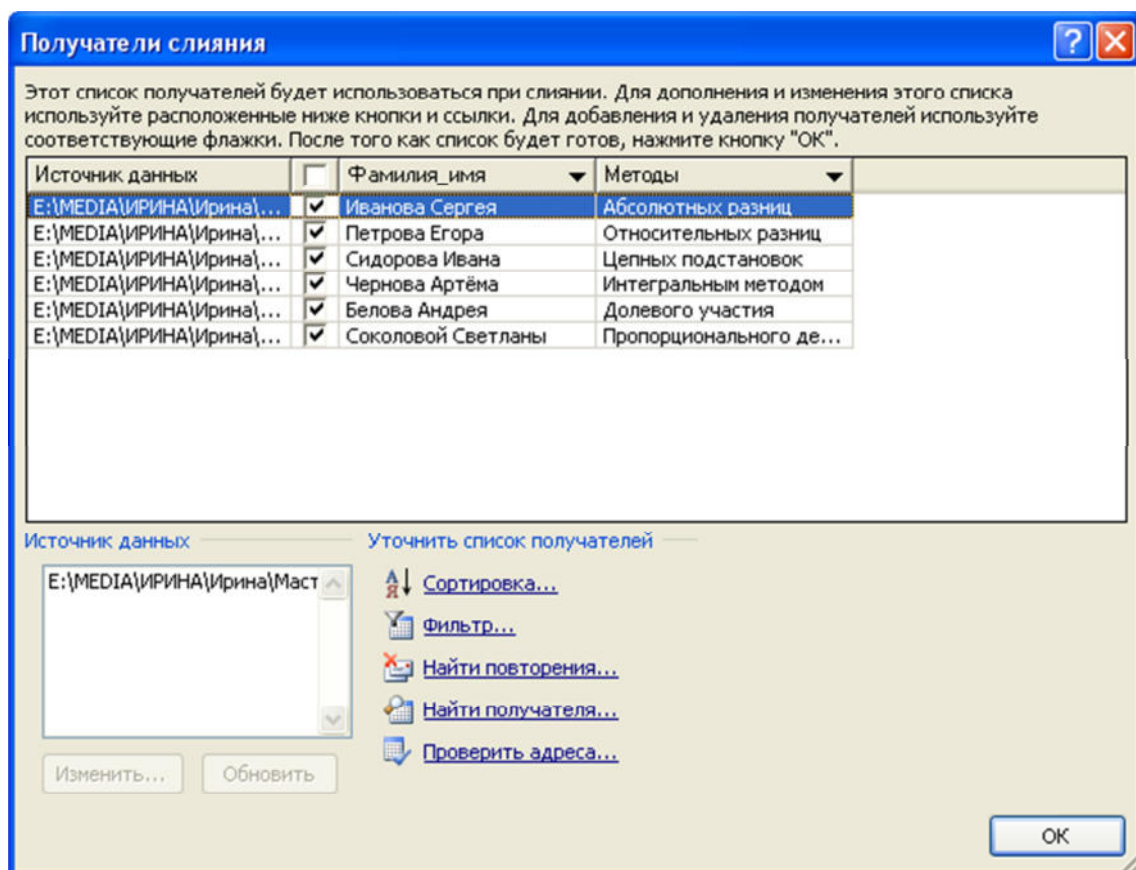 Получатели слияния
Этот список получателей будет использоваться при слиянии. Для дополнения и изменения этого списка
используйте расположенные ниже кнопки и ссылки. Для добавления и удаления получателей используйте
соответствующие флажки. После того как список будет готов, нажмите кнопку "ОК".
Источник данных Фамилия_имя Методы
E:\MEDIA\ИРИНА\Ирина\... Иванова Сергея Абсолютных разниц
E:\MEDIA\ИРИНА\Ирина\... Петрова Егора Относительных разниц
E:\MEDIA\ИРИНА\Ирина\... Сидорова Ивана Цепных подстановок
E:\MEDIA\ИРИНА\Ирина\... Чернова Артёма Интегральным методом
E:\MEDIA\ИРИНА\Ирина\... Белова Андрея Долевого участия
E:\MEDIA\ИРИНА\Ирина\... Соколовой Светланы Пропорционального де...
Источник данных Уточнить список получателей
E:\MEDIA\ИРИНА\Ирина\Маст
Сортировка...
Фильтр...
Найти повторения...
Найти получателя...
Проверить адреса...
Изменить... Обновить
ОК